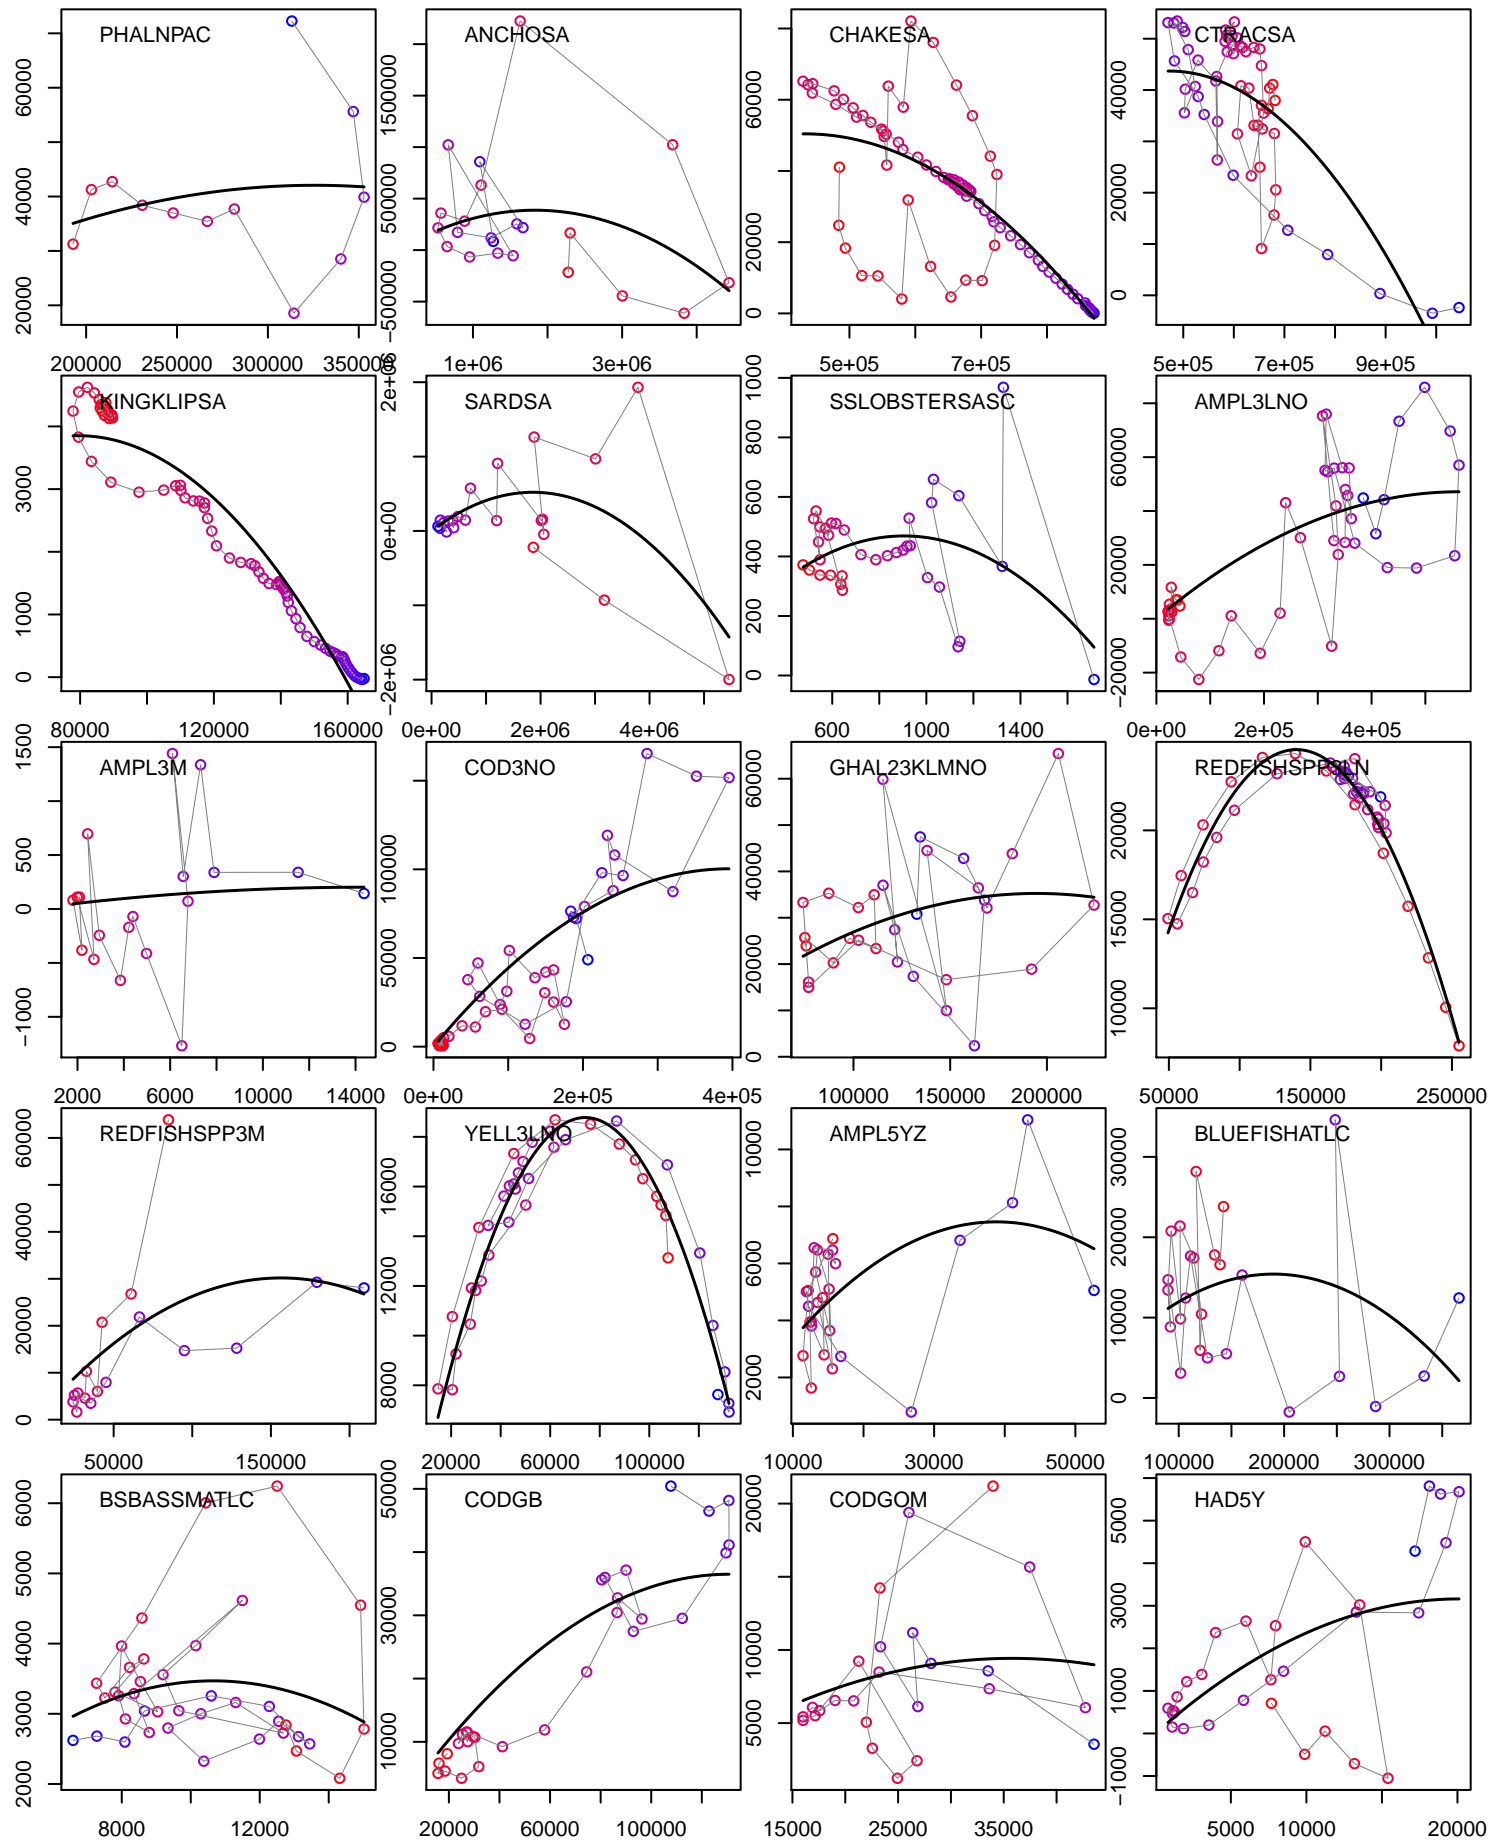 PHALNPAC ANCHOSA CHAKESA CTRACSA
20000 40000 60000
−500000 500000 1500000
0 20000 60000
0 20000 40000
200000 250000 300000 350000 1e+06 3e+06 5e+05 7e+05 5e+05 7e+05 9e+05
KINGKLIPSA SARDSA SSLOBSTERSASC AMPL3LNO
0 1000 3000
−2e+06 0e+00 2e+06
0 200 400 600 800 1000
−20000 20000 60000
80000 120000 160000 0e+00 2e+06 4e+06 600 1000 1400 0e+00 2e+05 4e+05
AMPL3M COD3NO GHAL23KLMNO REDFISHSPP3LN
−1000 0 500 1500
0 50000 100000
0 20000 40000 60000
10000 15000 20000
2000 6000 10000 14000 0e+00 2e+05 4e+05 100000 150000 200000 50000 150000 250000
REDFISHSPP3M YELL3LNO AMPL5YZ BLUEFISHATLC
0 20000 40000 60000
8000 12000 16000
2000 6000 10000
0 10000 20000 30000
50000 150000 20000 60000 100000 10000 30000 50000 100000 200000 300000
BSBASSMATLC CODGB CODGOM HAD5Y
2000 3000 4000 5000 6000
10000 30000 50000
5000 10000 20000
−1000 1000 3000 5000
8000 12000 20000 60000 100000 15000 25000 35000 5000 10000 20000